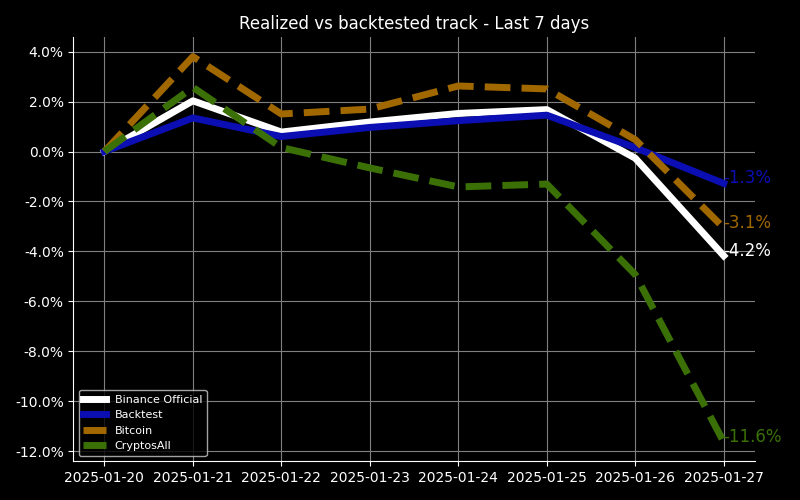 Realized vs backtested track - Last 7 days
4.0%
2.0%
0.0%
-2.0%
-4.0%
-6.0%
-8.0%
-10.0%
-12.0%
-1.3%
-3.1%
-4.2%
-11.6%
Binance Official
Backtest
Bitcoin
CryptosAll
2025-01-20 2025-01-21 2025-01-22 2025-01-23 2025-01-24 2025-01-25 2025-01-26 2025-01-27